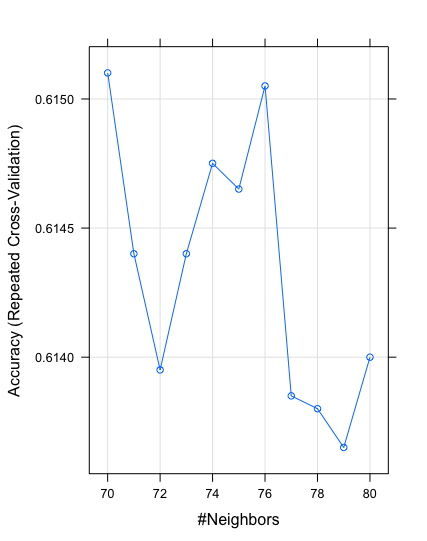 Accuracy (Repeated Cross-Validation)
0.6150
0.6145
0.6140
70 72 74 76 78 80
#Neighbors